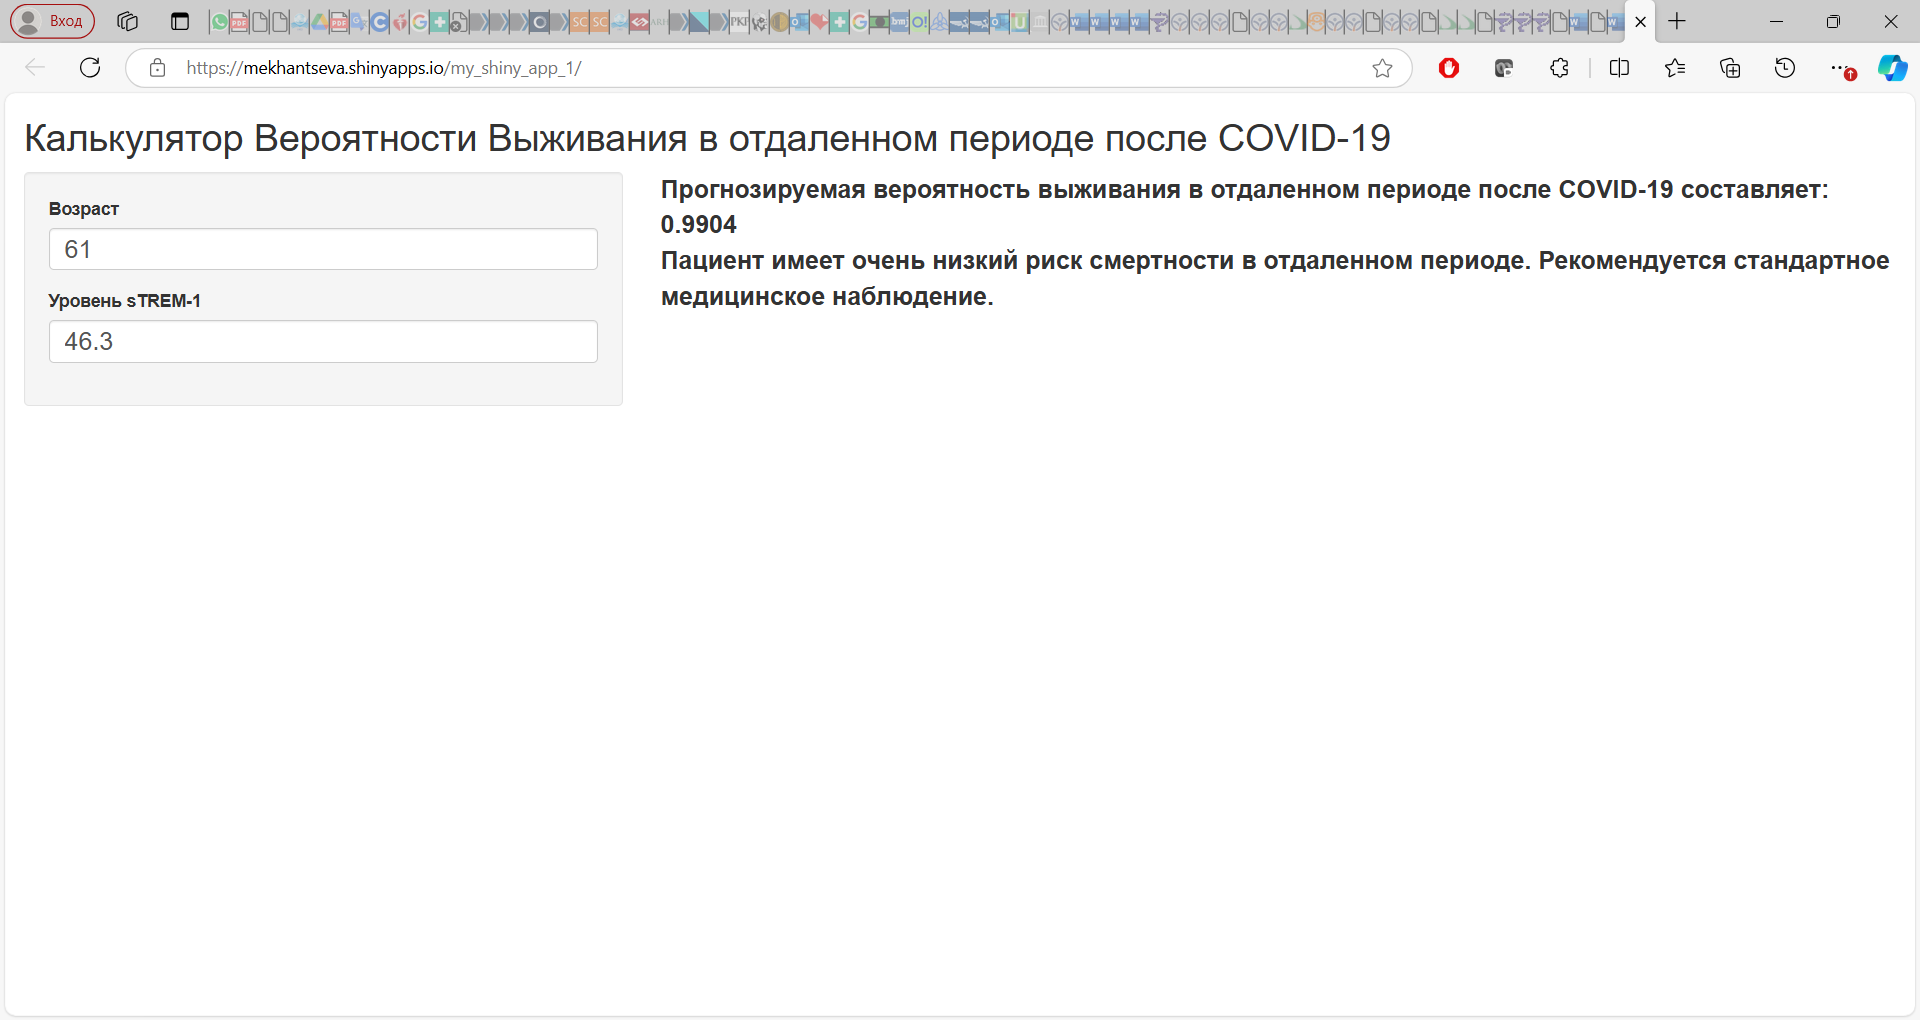 Вход
https://mekhantseva.shinyapps.io/my_shiny_app_1/
Калькулятор Вероятности Выживания в отдаленном периоде после COVID-19
Возраст
61
Уровень sTREM-1
46.3
Прогнозируемая вероятность выживания в отдаленном периоде после COVID-19 составляет:
0.9904
Пациент имеет очень низкий риск смертности в отдаленном периоде. Рекомендуется стандартное
медицинское наблюдение.